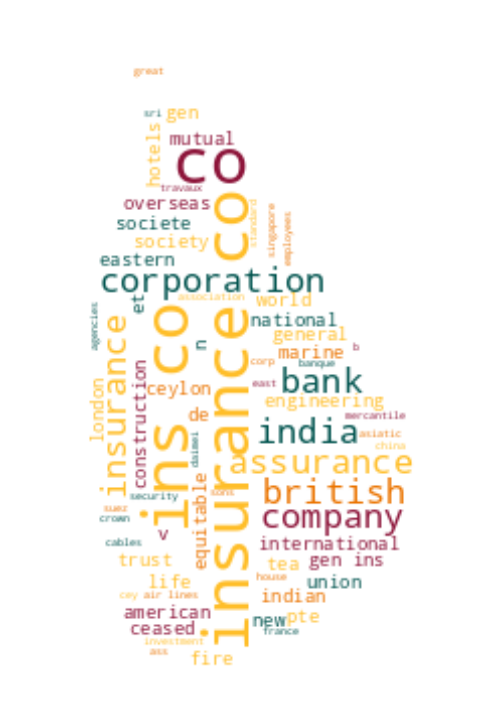 great
sri
gen
hotels
mutual
co
travaux
overseas
insurance co
standard
singapore
employees
societe
society
eastern
corporation
et
association
world
agencies
insurance
ins co
n
national
general
marine
b
corp
banque
construction
ceylon
east
bank
london
engineering
de
mercantile
india
asiatic
china
daimei
assurance
equitable
sons
security
british
suez
crown
company
v
cables
international
trust
tea
gen ins
life
house
union
cey
air lines
indian
american
new
pte
ceased
france
investment
ass
fire